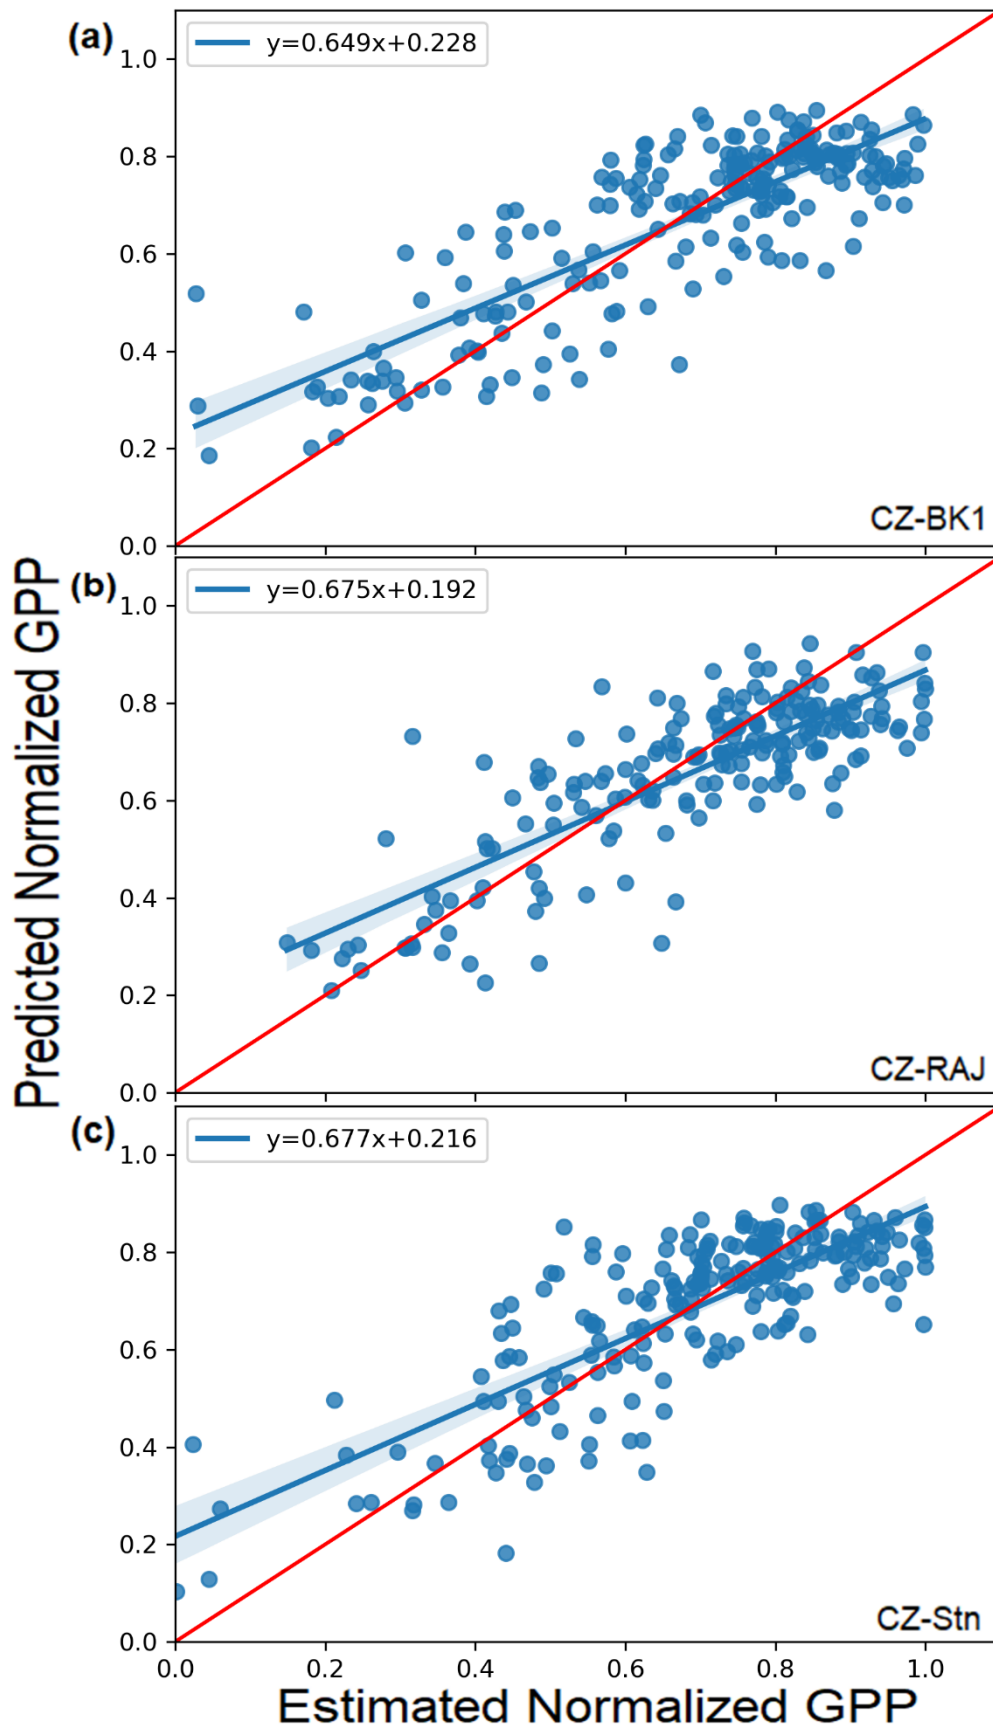 (a)
y=0.649x+0.228
1.0
0.8
0.6
0.4
0.2
0.0
CZ-BK1
(b)
y=0.675x+0.192
1.0
0.8
0.6
0.4
0.2
0.0
CZ-RAJ
(c)
y=0.677x+0.216
1.0
0.8
0.6
0.4
0.2
0.0
CZ-Stn
0.0 0.2 0.4 0.6 0.8 1.0
Predicted Normalized GPP
Estimated Normalized GPP